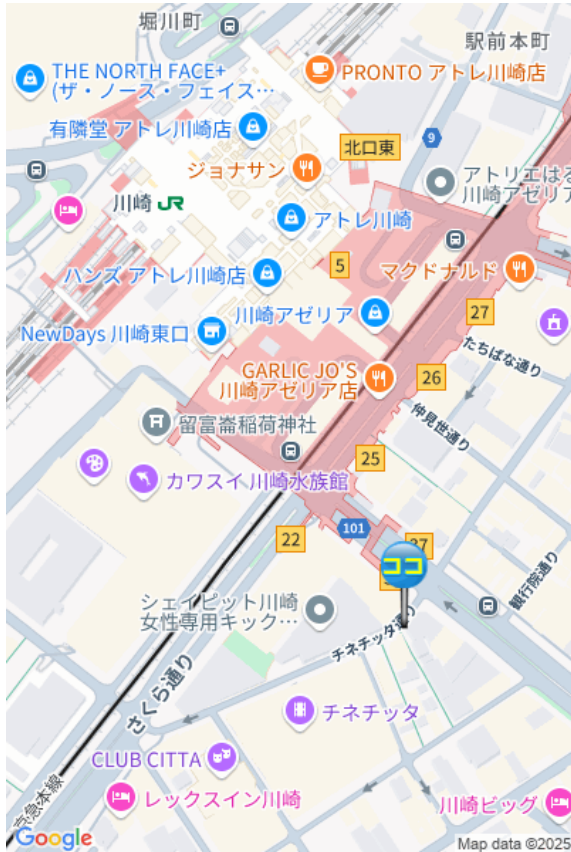 堀川町
駅前本町
THE NORTH FACE+
(ザ・ノース・フェイス…
PRONTO アトレ川崎店
有隣堂 アトレ川崎店
北口東
9
ジョナサン
アトリエはる
川崎アゼリア
川崎 JR
アトレ川崎
5
ハンズ アトレ川崎店
マクドナルド
川崎アゼリア
27
NewDays 川崎東口
たちばな通り
GARLIC JO'S
川崎アゼリア店
26
仲見世通り
留富崙稲荷神社
25
カワスイ 川崎水族館
22
101
37
ココ
シェイピット川崎
女性専用キック…
観行院通り
チネチッタ通り
さくら通り
チネチッタ
CLUB CITTA
京急本線
レックスイン川崎
川崎ビッグ
Google
Map data ©2025